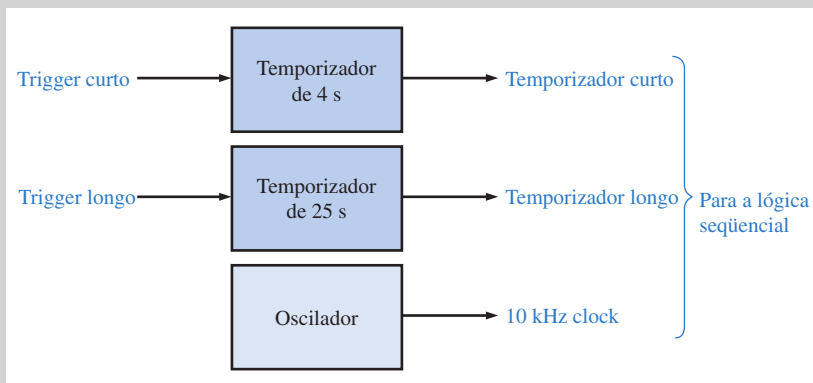 Trigger curto
Temporizador
de 4 s
Temporizador curto
Trigger longo
Temporizador
de 25 s
Temporizador longo
Para a lógica
seqüencial
Oscilador
10 kHz clock